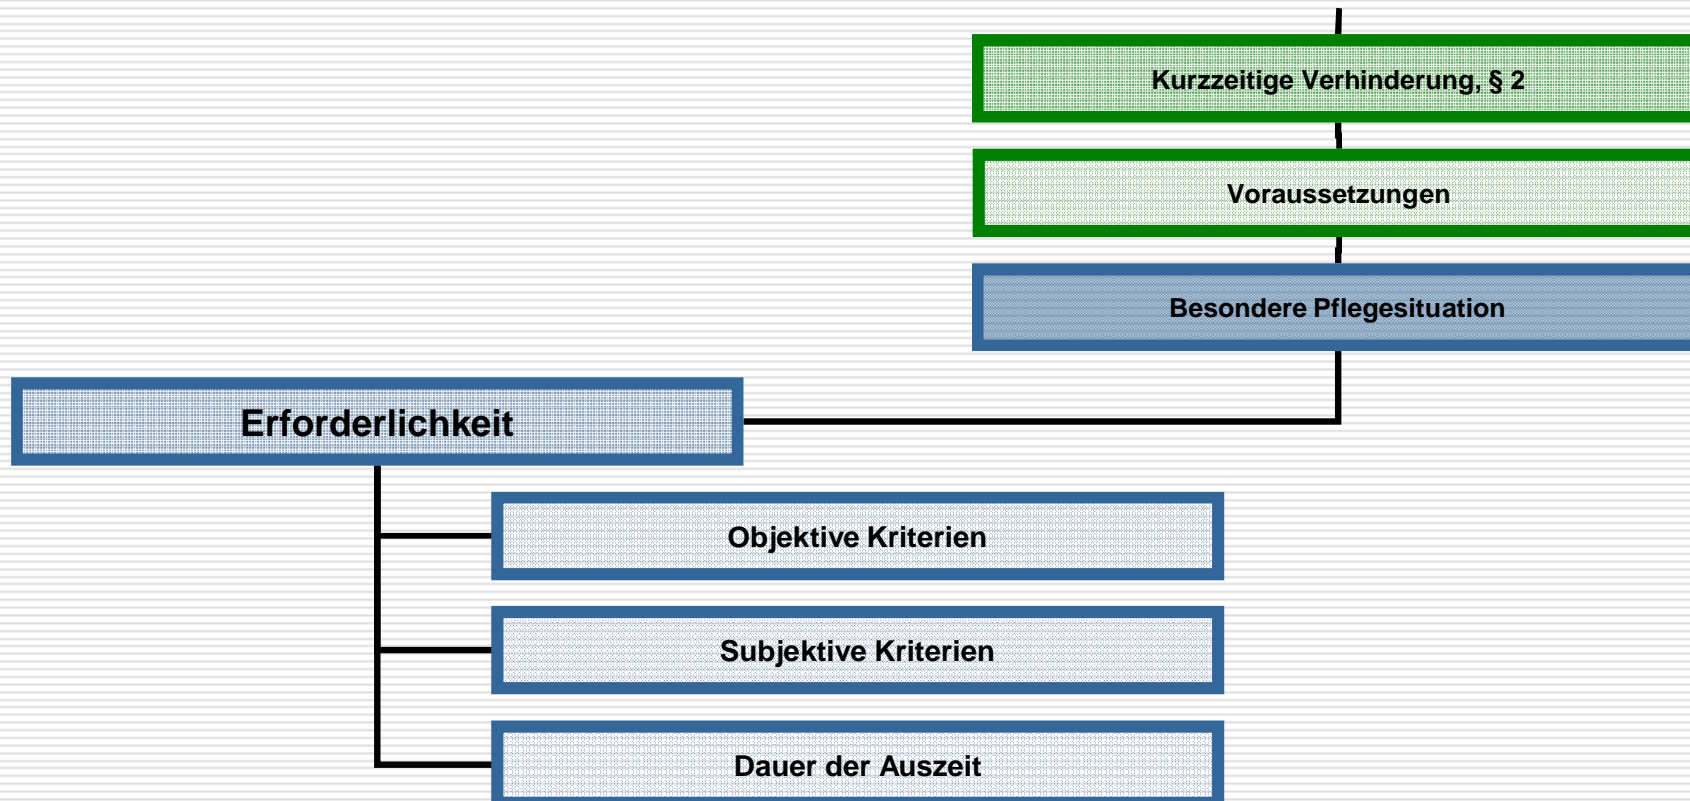 Kurzzeitige Verhinderung, § 2
Voraussetzungen
Besondere Pflegesituation
Erforderlichkeit
Objektive Kriterien
Subjektive Kriterien
Dauer der Auszeit